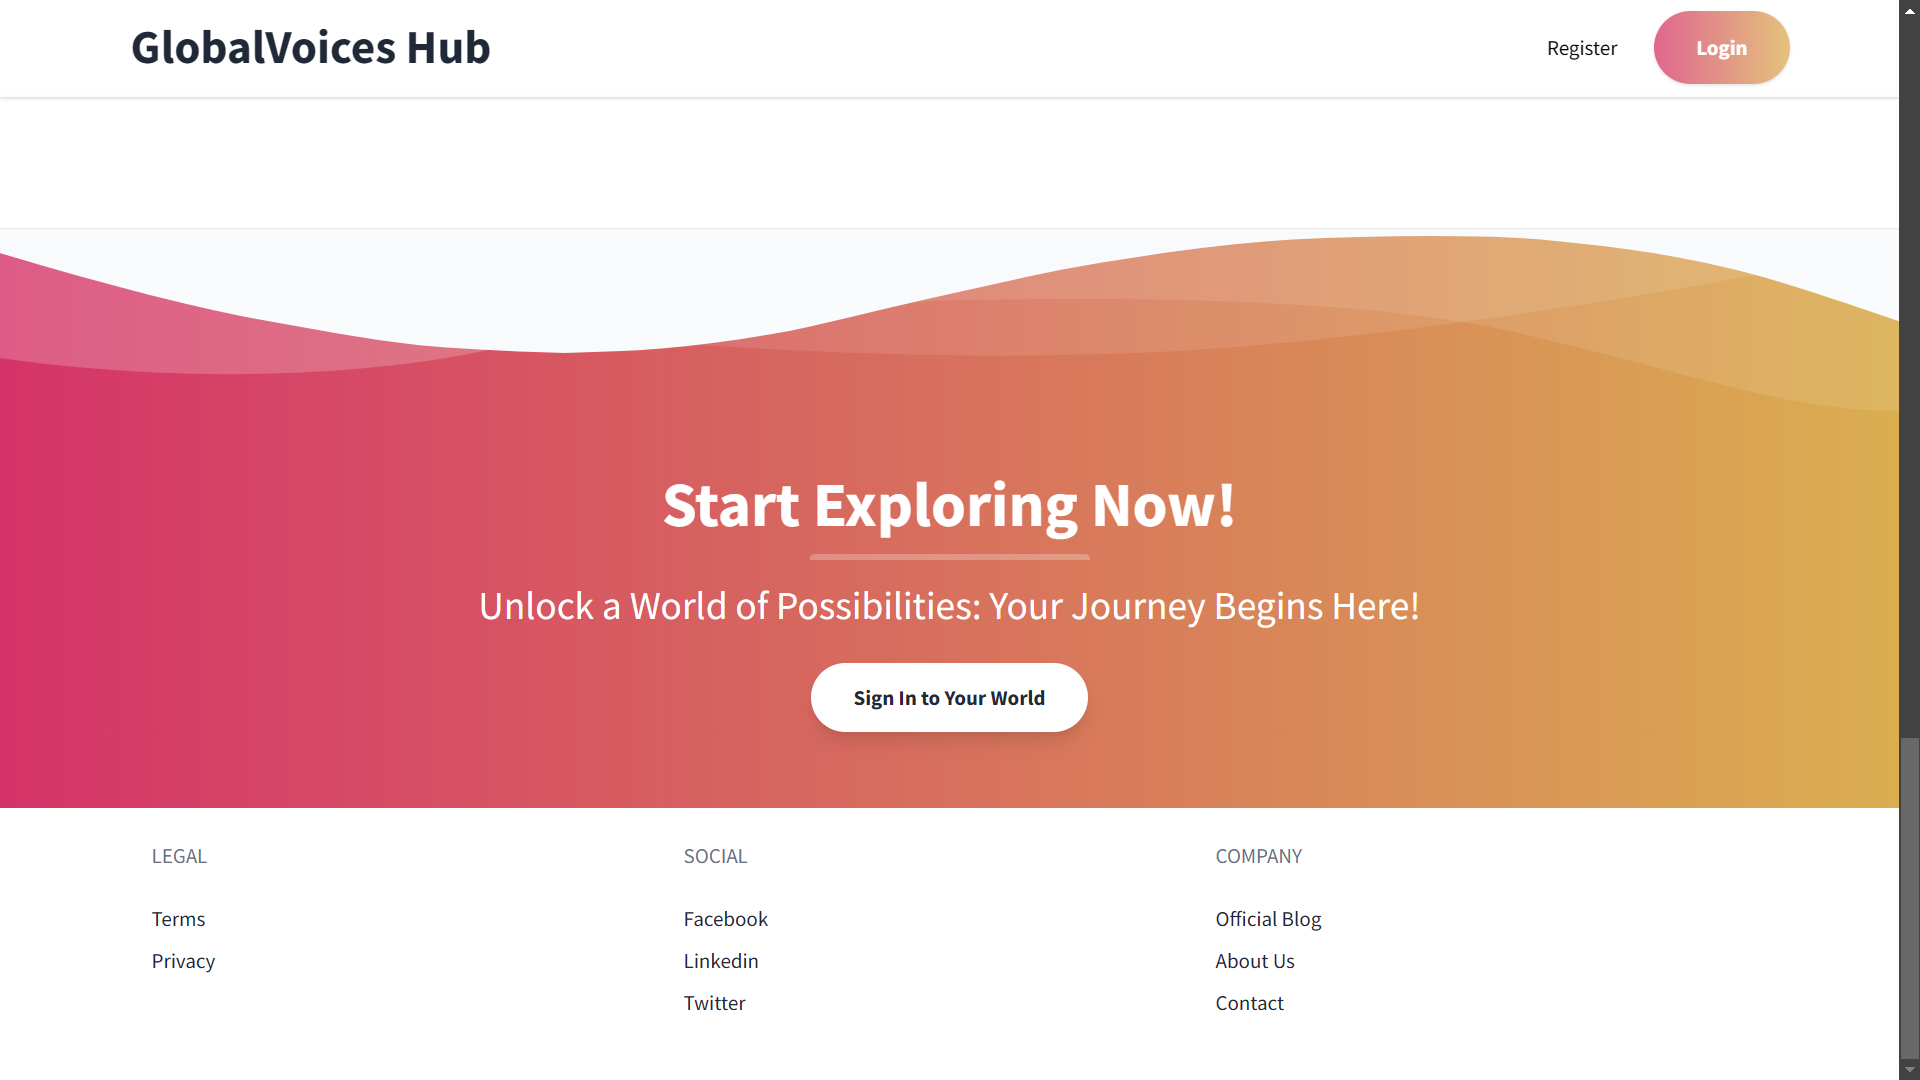 GlobalVoices Hub
Register
Login
Start Exploring Now!
Unlock a World of Possibilities: Your Journey Begins Here!
Sign In to Your World
LEGAL
Terms
Privacy
SOCIAL
Facebook
Linkedin
Twitter
COMPANY
Official Blog
About Us
Contact